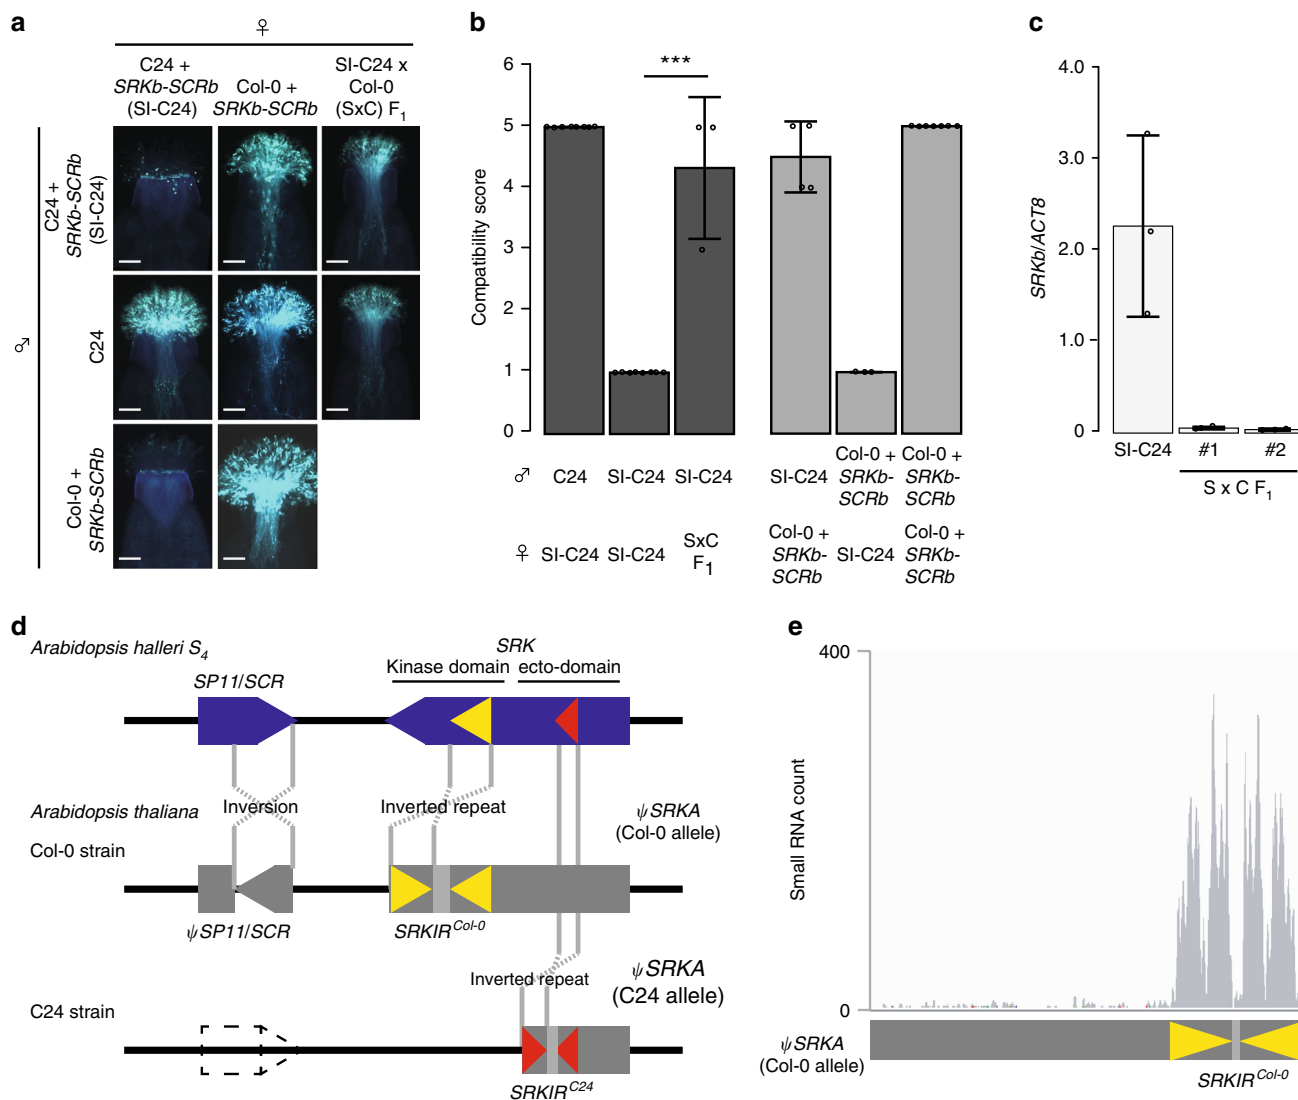 a
♀
C24 +
SRKb-SCRb
(SI-C24)
Col-0 +
SRKb-SCRb
SI-C24 x
Col-0
(SxC) F1
♂
C24 +
SRKb-SCRb
(SI-C24)
C24
Col-0 +
SRKb-SCRb
b
Compatibility score
6
5
4
3
2
1
0
***
♂
C24
SI-C24
SI-C24
SI-C24
Col-0 +
SRKb-
SCRb
Col-0 +
SRKb-
SCRb
♀
SI-C24
SI-C24
SxC
F1
Col-0 +
SRKb-
SCRb
SI-C24
Col-0 +
SRKb-
SCRb
c
SRKb/ACT8
4.0
3.0
2.0
1.0
0
SI-C24
#1
#2
S x C F1
d
Arabidopsis halleri S4
SRK
Kinase domain
ecto-domain
SP11/SCR
Arabidopsis thaliana
Inversion
Inverted repeat
ψSRKA
(Col-0 allele)
Col-0 strain
ψSP11/SCR
SRKIR Col-0
Inverted repeat
ψSRKA
(C24 allele)
C24 strain
SRKIR C24
e
400
Small RNA count
0
ψSRKA
(Col-0 allele)
SRKIR Col-0